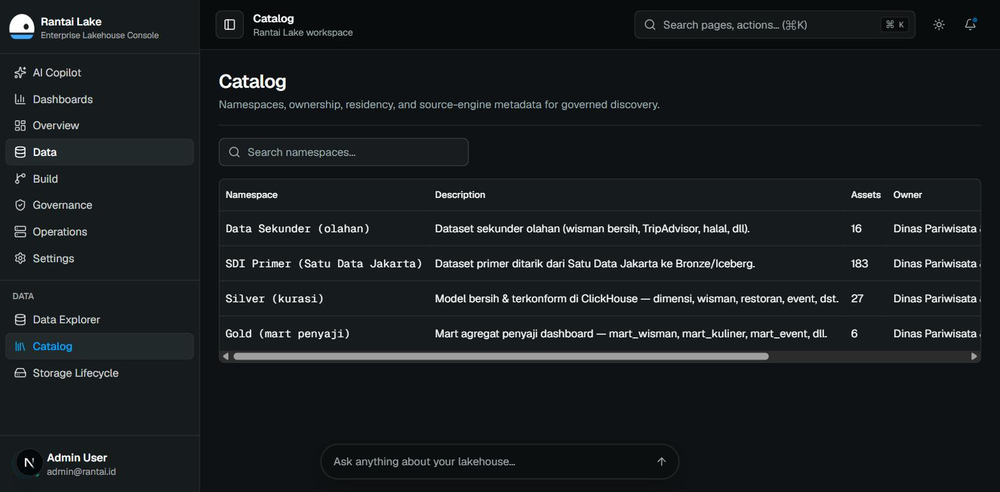 Rantai Lake
Enterprise Lakehouse Console
AI Copilot
Dashboards
Overview
Data
Build
Governance
Operations
Settings
DATA
Data Explorer
Catalog
Storage Lifecycle
N
Admin User
admin@rantai.id
Catalog
Rantai Lake workspace
Search pages, actions... (⌘K)
⌘ K
Catalog
Namespaces, ownership, residency, and source-engine metadata for governed discovery.
Search namespaces...
Namespace Description Assets Owner
Data Sekunder (olahan) Dataset sekunder olahan (wisman bersih, TripAdvisor, halal, dll). 16 Dinas Pariwisata
SDI Primer (Satu Data Jakarta) Dataset primer ditarik dari Satu Data Jakarta ke Bronze/Iceberg. 183 Dinas Pariwisata
Silver (kurasi) Model bersih & terkonform di ClickHouse — dimensi, wisman, restoran, event, dst. 27 Dinas Pariwisata
Gold (mart penyaji) Mart agregat penyaji dashboard — mart_wisman, mart_kuliner, mart_event, dll. 6 Dinas Pariwisata
Ask anything about your lakehouse...